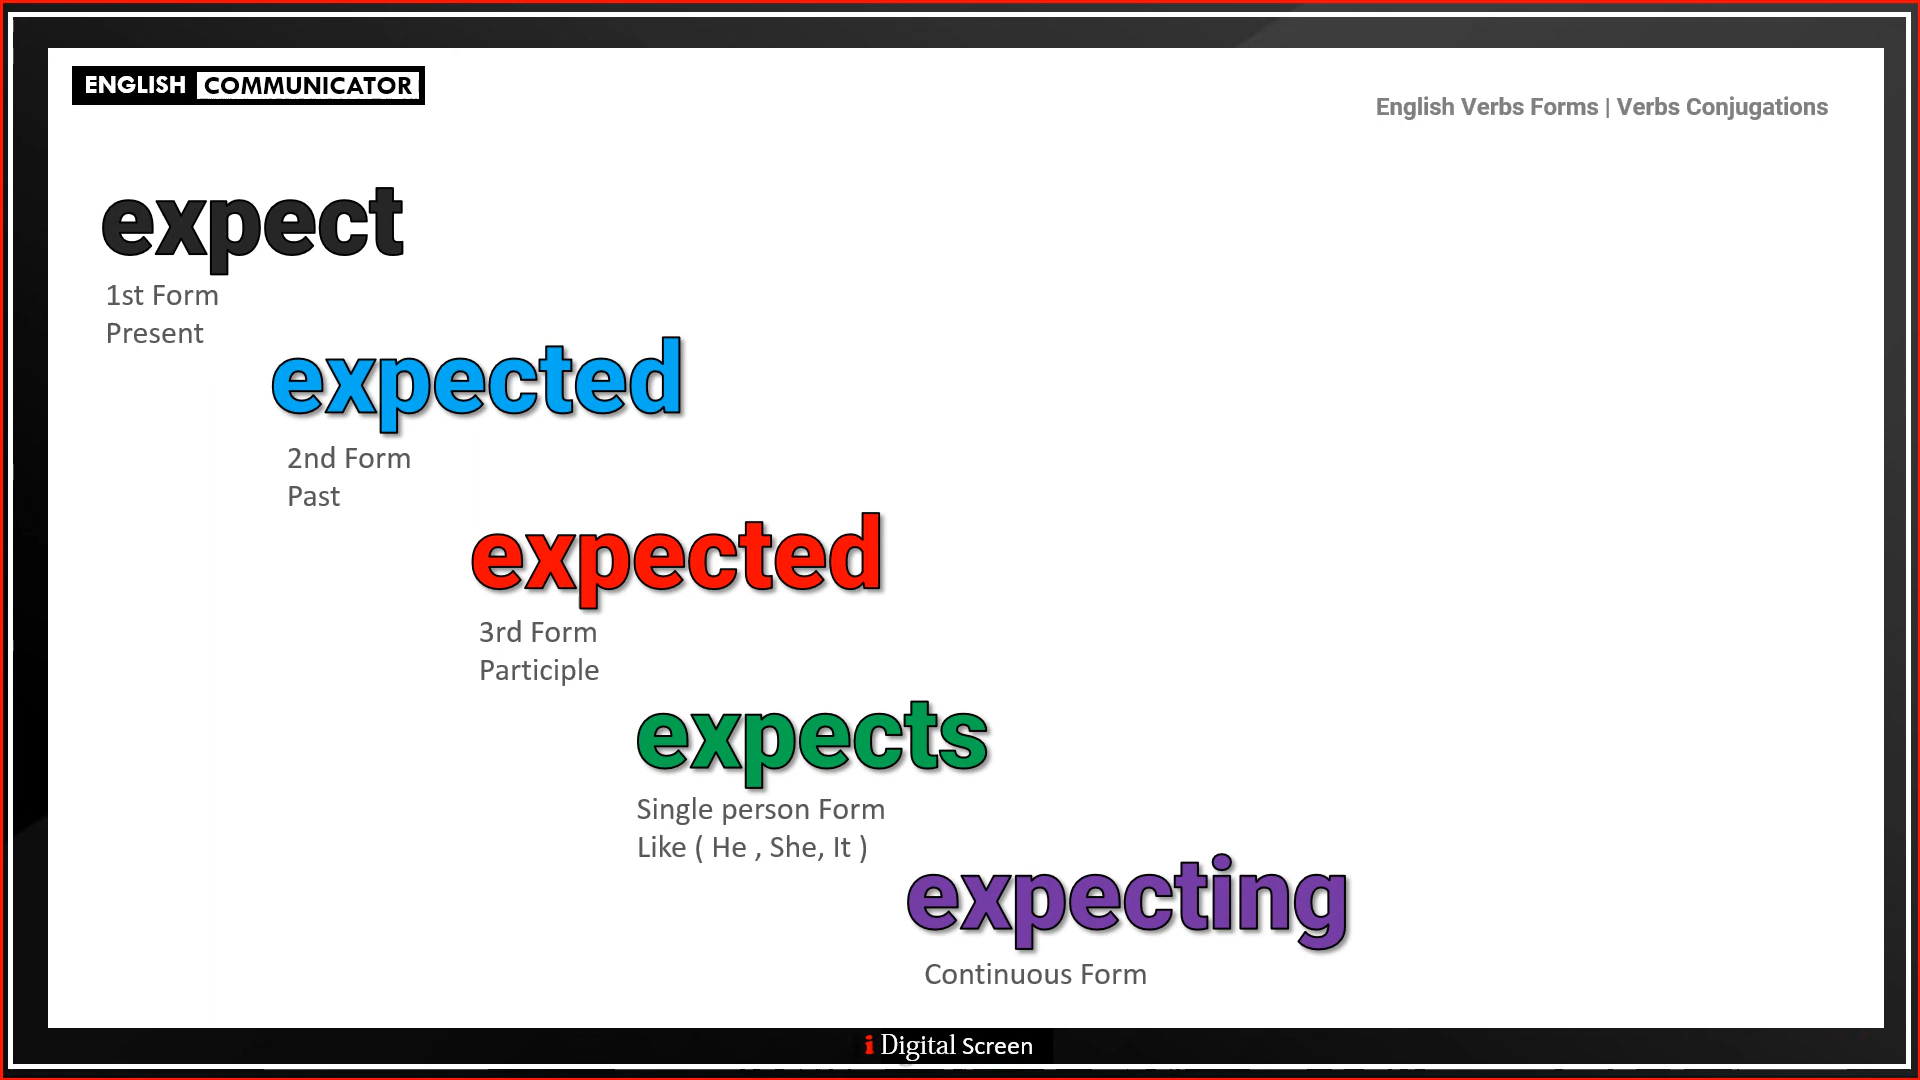 ENGLISH COMMUNICATOR
English Verbs Forms | Verbs Conjugations
expect
1st Form
Present
expected
2nd Form
Past
expected
3rd Form
Participle
expects
Single person Form
Like ( He , She, It )
expecting
Continuous Form
i Digital Screen